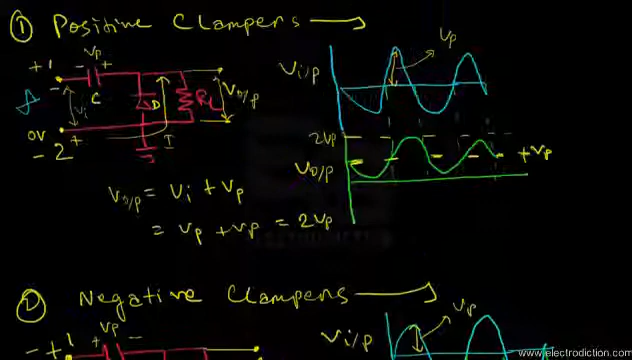 ① Positive Clampers →
Vp
+1 - +
A Vi C D RL Vo/p
0V
-2 + I
Vi/p Vp
2Vp
Vo/p +Vp
Vo/p = Vi + Vp
= Vp + Vp = 2Vp
② Negative Clampers →
-+1 + Vp -
Vi/p Vp
www.electrodiction.com